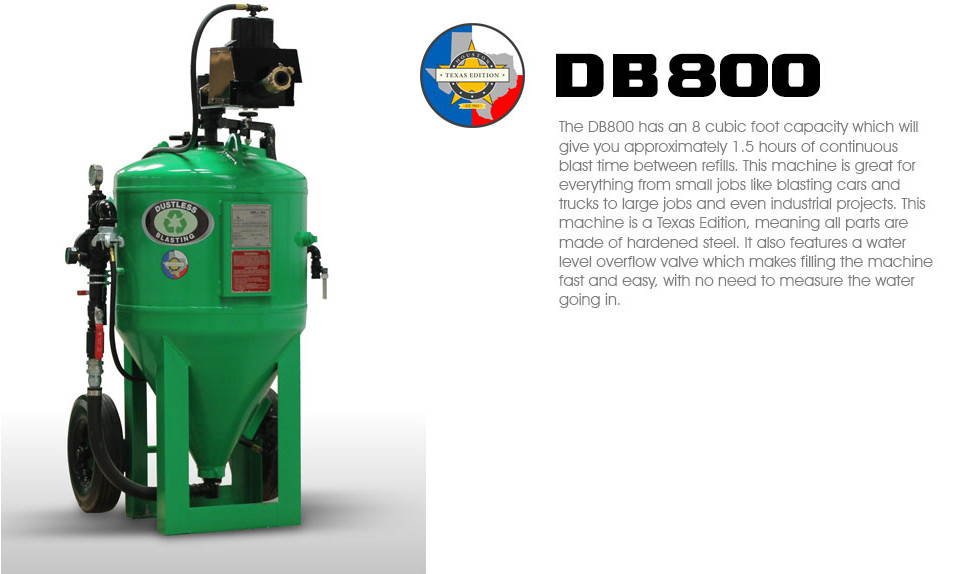 HOUSTON
TEXAS EDITION
DB800
The DB800 has an 8 cubic foot capacity which will
give you approximately 1.5 hours of continuous
blast time between refills. This machine is great for
everything from small jobs like blasting cars and
trucks to large jobs and even industrial projects. This
machine is a Texas Edition, meaning all parts are
made of hardened steel. It also features a water
level overflow valve which makes filling the machine
fast and easy, with no need to measure the water
going in.
DUSTLESS
BLASTING